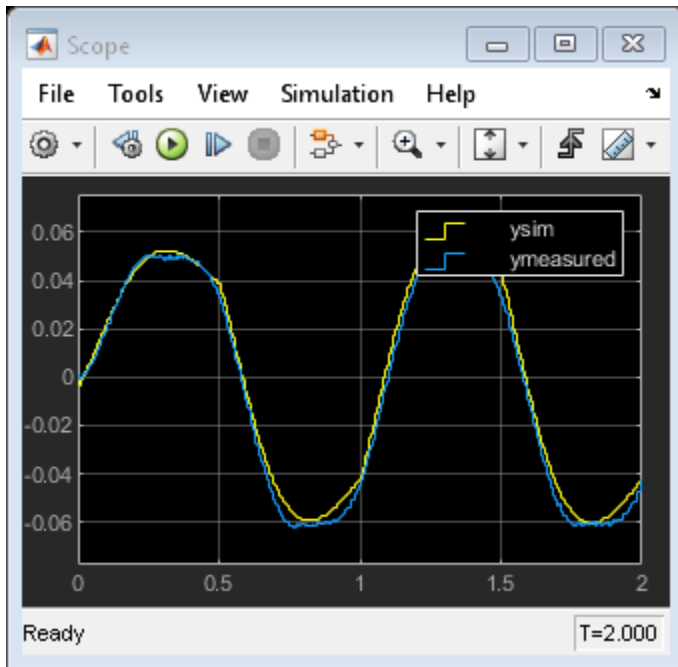 Scope
File Tools View Simulation Help
ysim
ymeasured
0.06
0.04
0.02
0
-0.02
-0.04
-0.06
0 0.5 1 1.5 2
Ready T=2.000